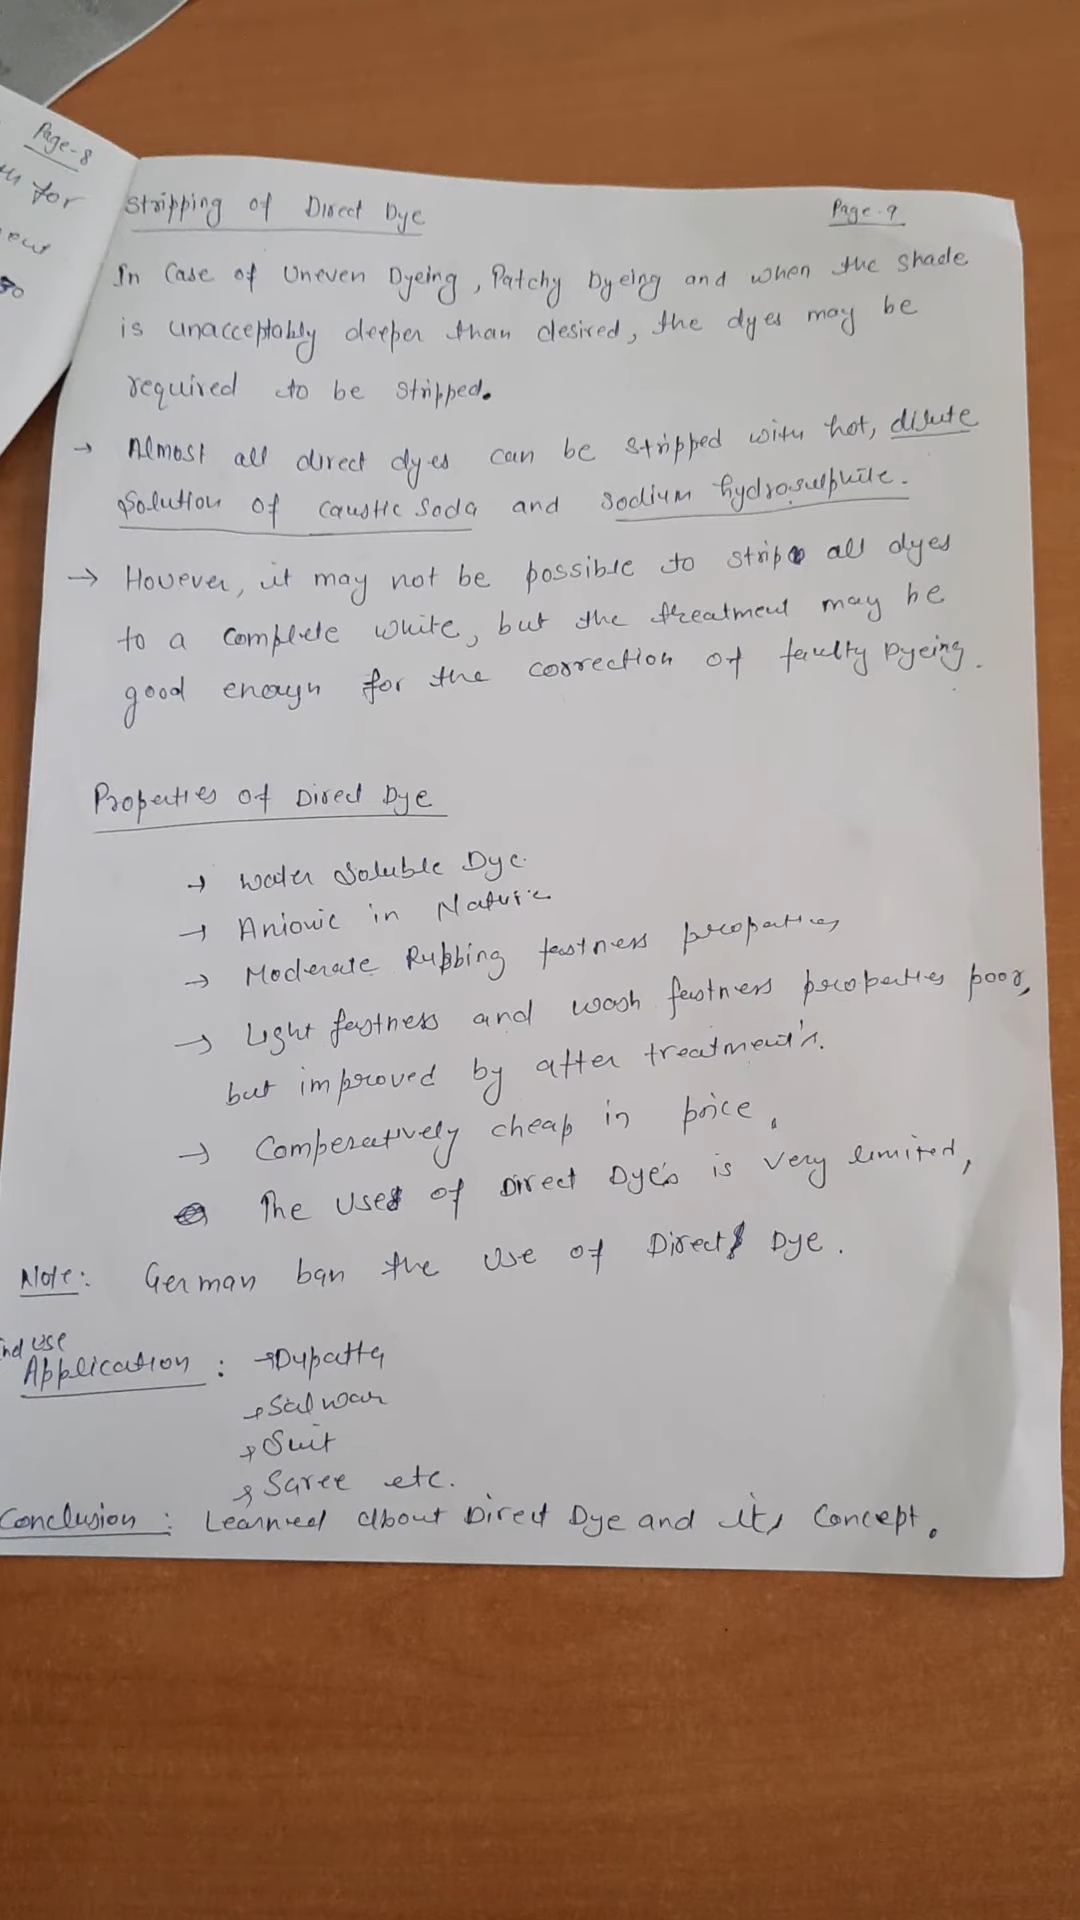 Page-8
for
Stripping of Direct Dye
Page-9
In Case of Uneven Dyeing, Patchy Dyeing and when the shade
is unacceptably deeper than desired, the dyes may be
required to be stripped.
→ Almost all direct dyes can be stripped with hot, dilute
solution of caustic soda and sodium hydrosulphite.
→ However, it may not be possible to strip all dyes
to a complete white, but the treatment may be
good enough for the correction of faulty Dyeing.
Properties of Direct Dye
→ Water Soluble Dye.
→ Anionic in Nature
→ Moderate Rubbing fastness properties
→ Light fastness and wash fastness properties poor,
but improved by after treatment's.
→ Comperatively cheap in price.
The uses of Direct Dye's is very limited,
Note: German ban the use of Direct Dye.
End use
Application : → Dupatta
→ Salwar
→ Suit
→ Saree etc.
Conclusion : Learned about Direct Dye and its Concept.